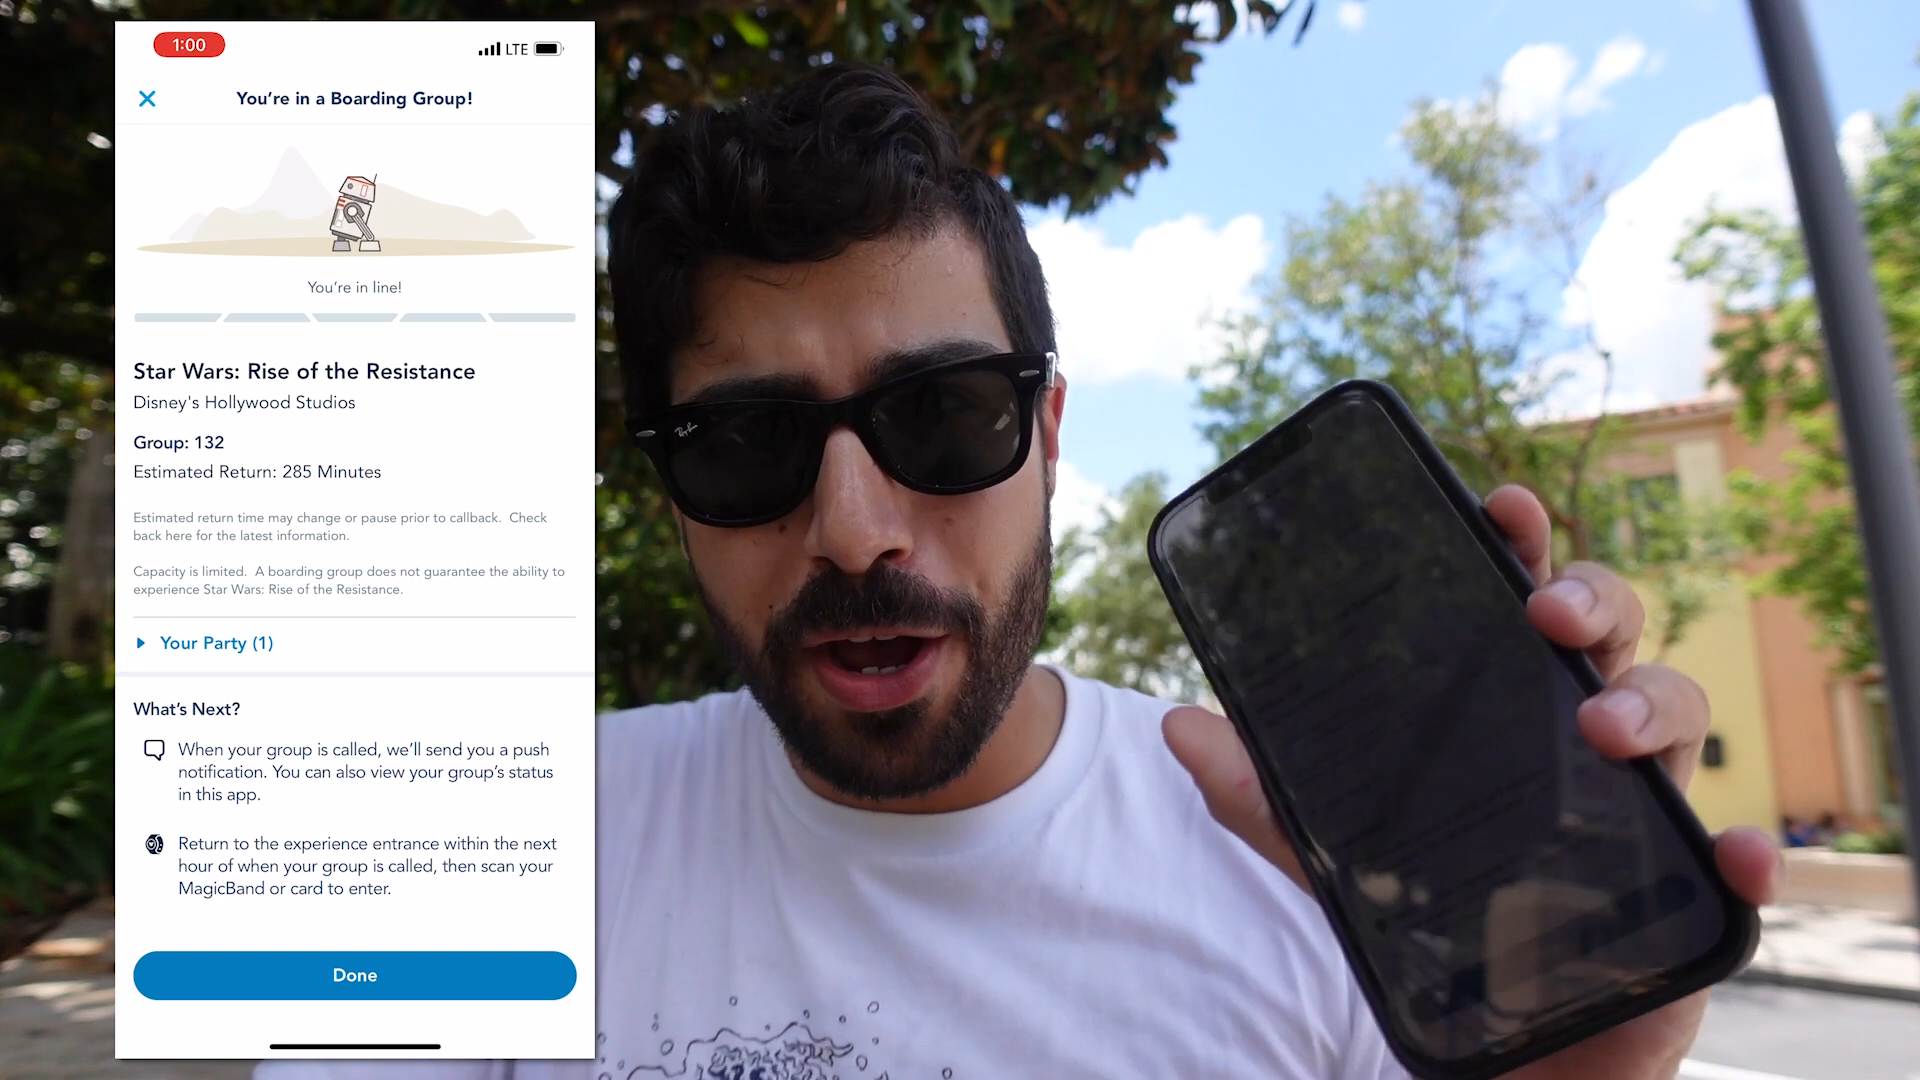 1:00
LTE
You're in a Boarding Group!
You're in line!
Star Wars: Rise of the Resistance
Disney's Hollywood Studios
Group: 132
Estimated Return: 285 Minutes
Estimated return time may change or pause prior to callback. Check
back here for the latest information.
Capacity is limited. A boarding group does not guarantee the ability to
experience Star Wars: Rise of the Resistance.
Your Party (1)
What's Next?
When your group is called, we'll send you a push
notification. You can also view your group's status
in this app.
Return to the experience entrance within the next
hour of when your group is called, then scan your
MagicBand or card to enter.
Done
Ray-Ban